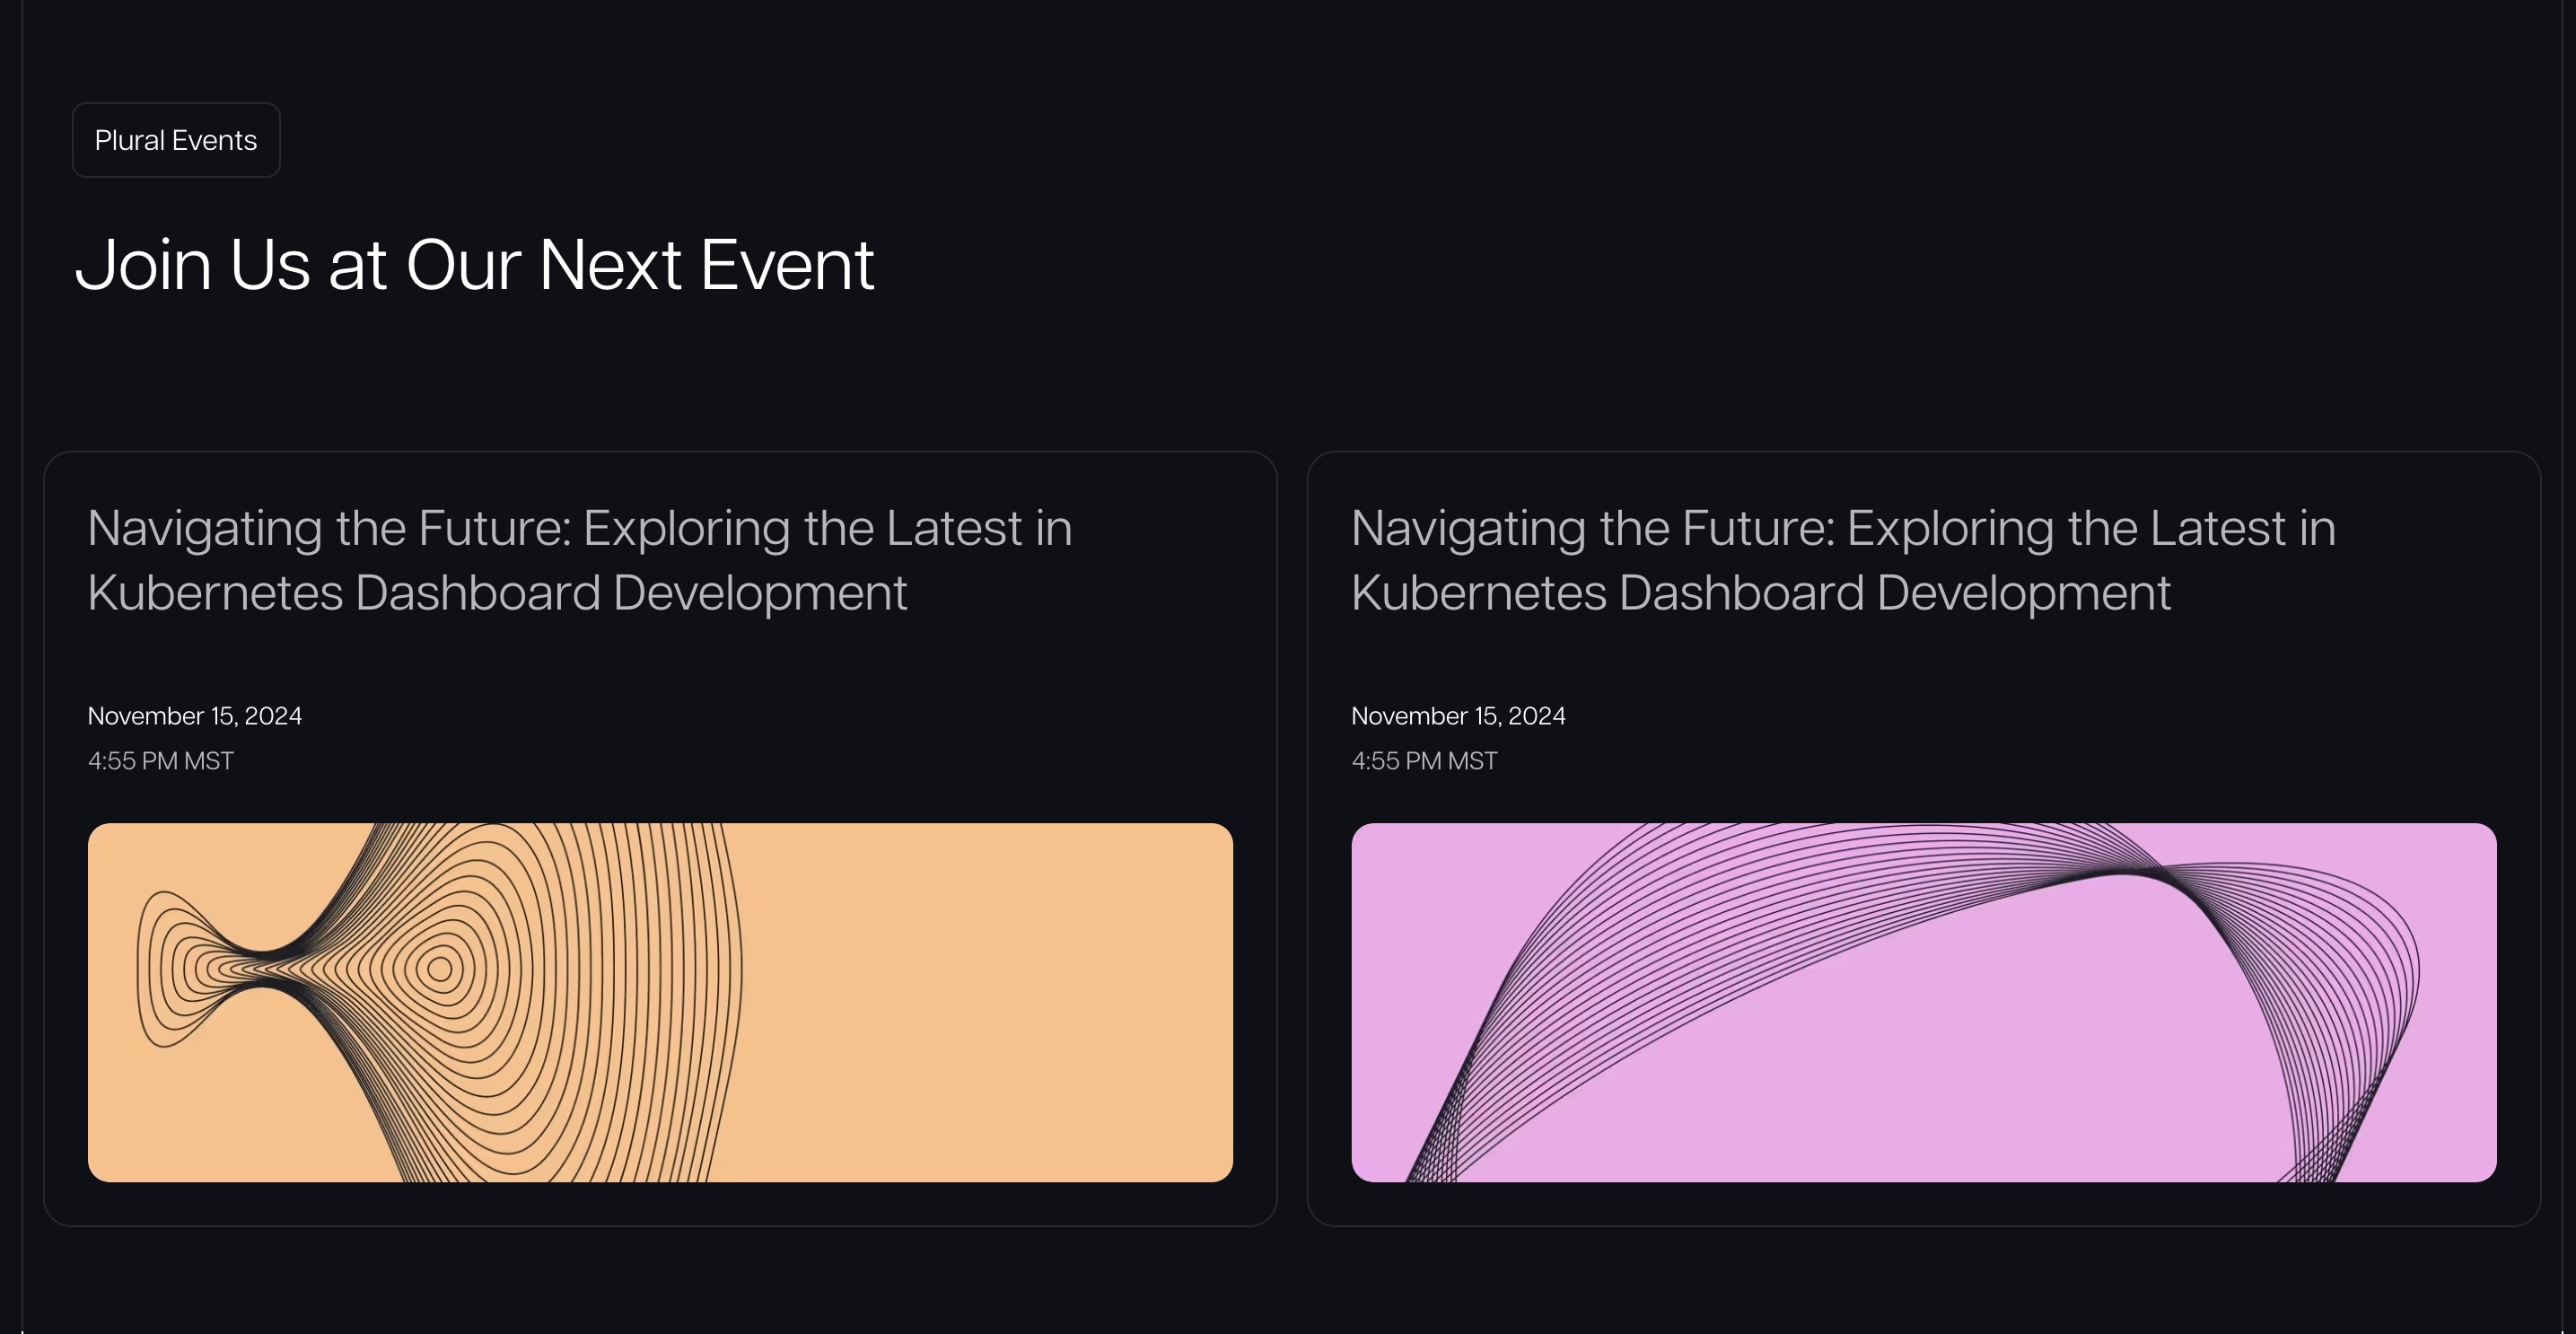 Plural Events
Join Us at Our Next Event
Navigating the Future: Exploring the Latest in
Kubernetes Dashboard Development
November 15, 2024
4:55 PM MST
Navigating the Future: Exploring the Latest in
Kubernetes Dashboard Development
November 15, 2024
4:55 PM MST